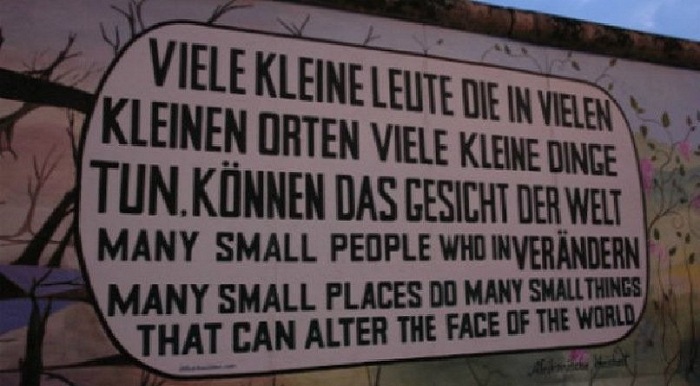 VIELE KLEINE LEUTE DIE IN VIELEN
KLEINEN ORTEN VIELE KLEINE DINGE
TUN, KÖNNEN DAS GESICHT DER WELT
VERÄNDERN
MANY SMALL PEOPLE WHO IN
MANY SMALL PLACES DO MANY SMALL THINGS
THAT CAN ALTER THE FACE OF THE WORLD